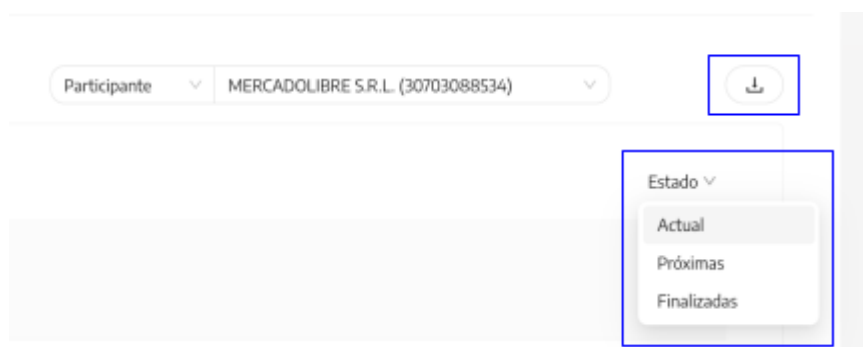 Participante MERCADOLIBRE S.R.L. (30703088534)
Estado
Actual
Próximas
Finalizadas